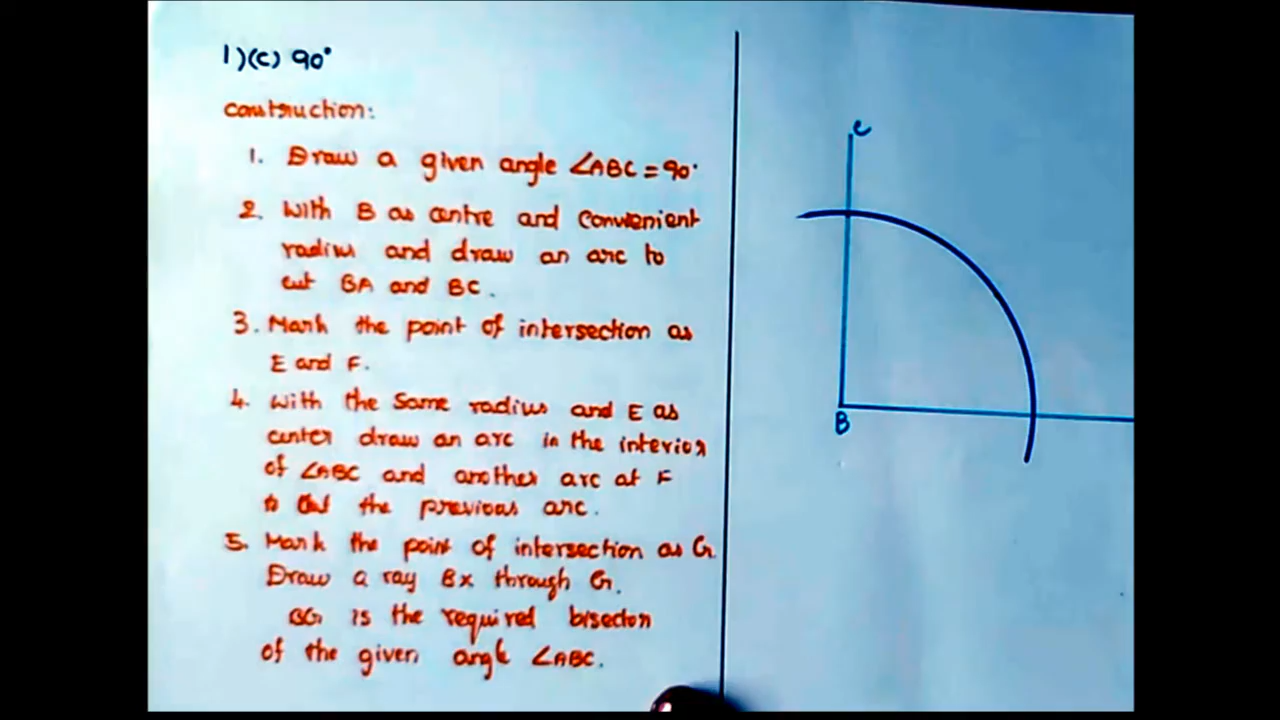 1)(C) 90°
Construction:
1. Draw a given angle ∠ABC = 90°
2. With B as centre and convenient
radius and draw an arc to
cut BA and BC.
3. Mark the point of intersection as
E and F.
4. With the same radius and E as
center draw an arc in the interior
of ∠ABC and another arc at F
to cut the previous arc.
5. Mark the point of intersection as G.
Draw a ray BX through G.
BG is the required bisector
of the given angle ∠ABC.
C
B